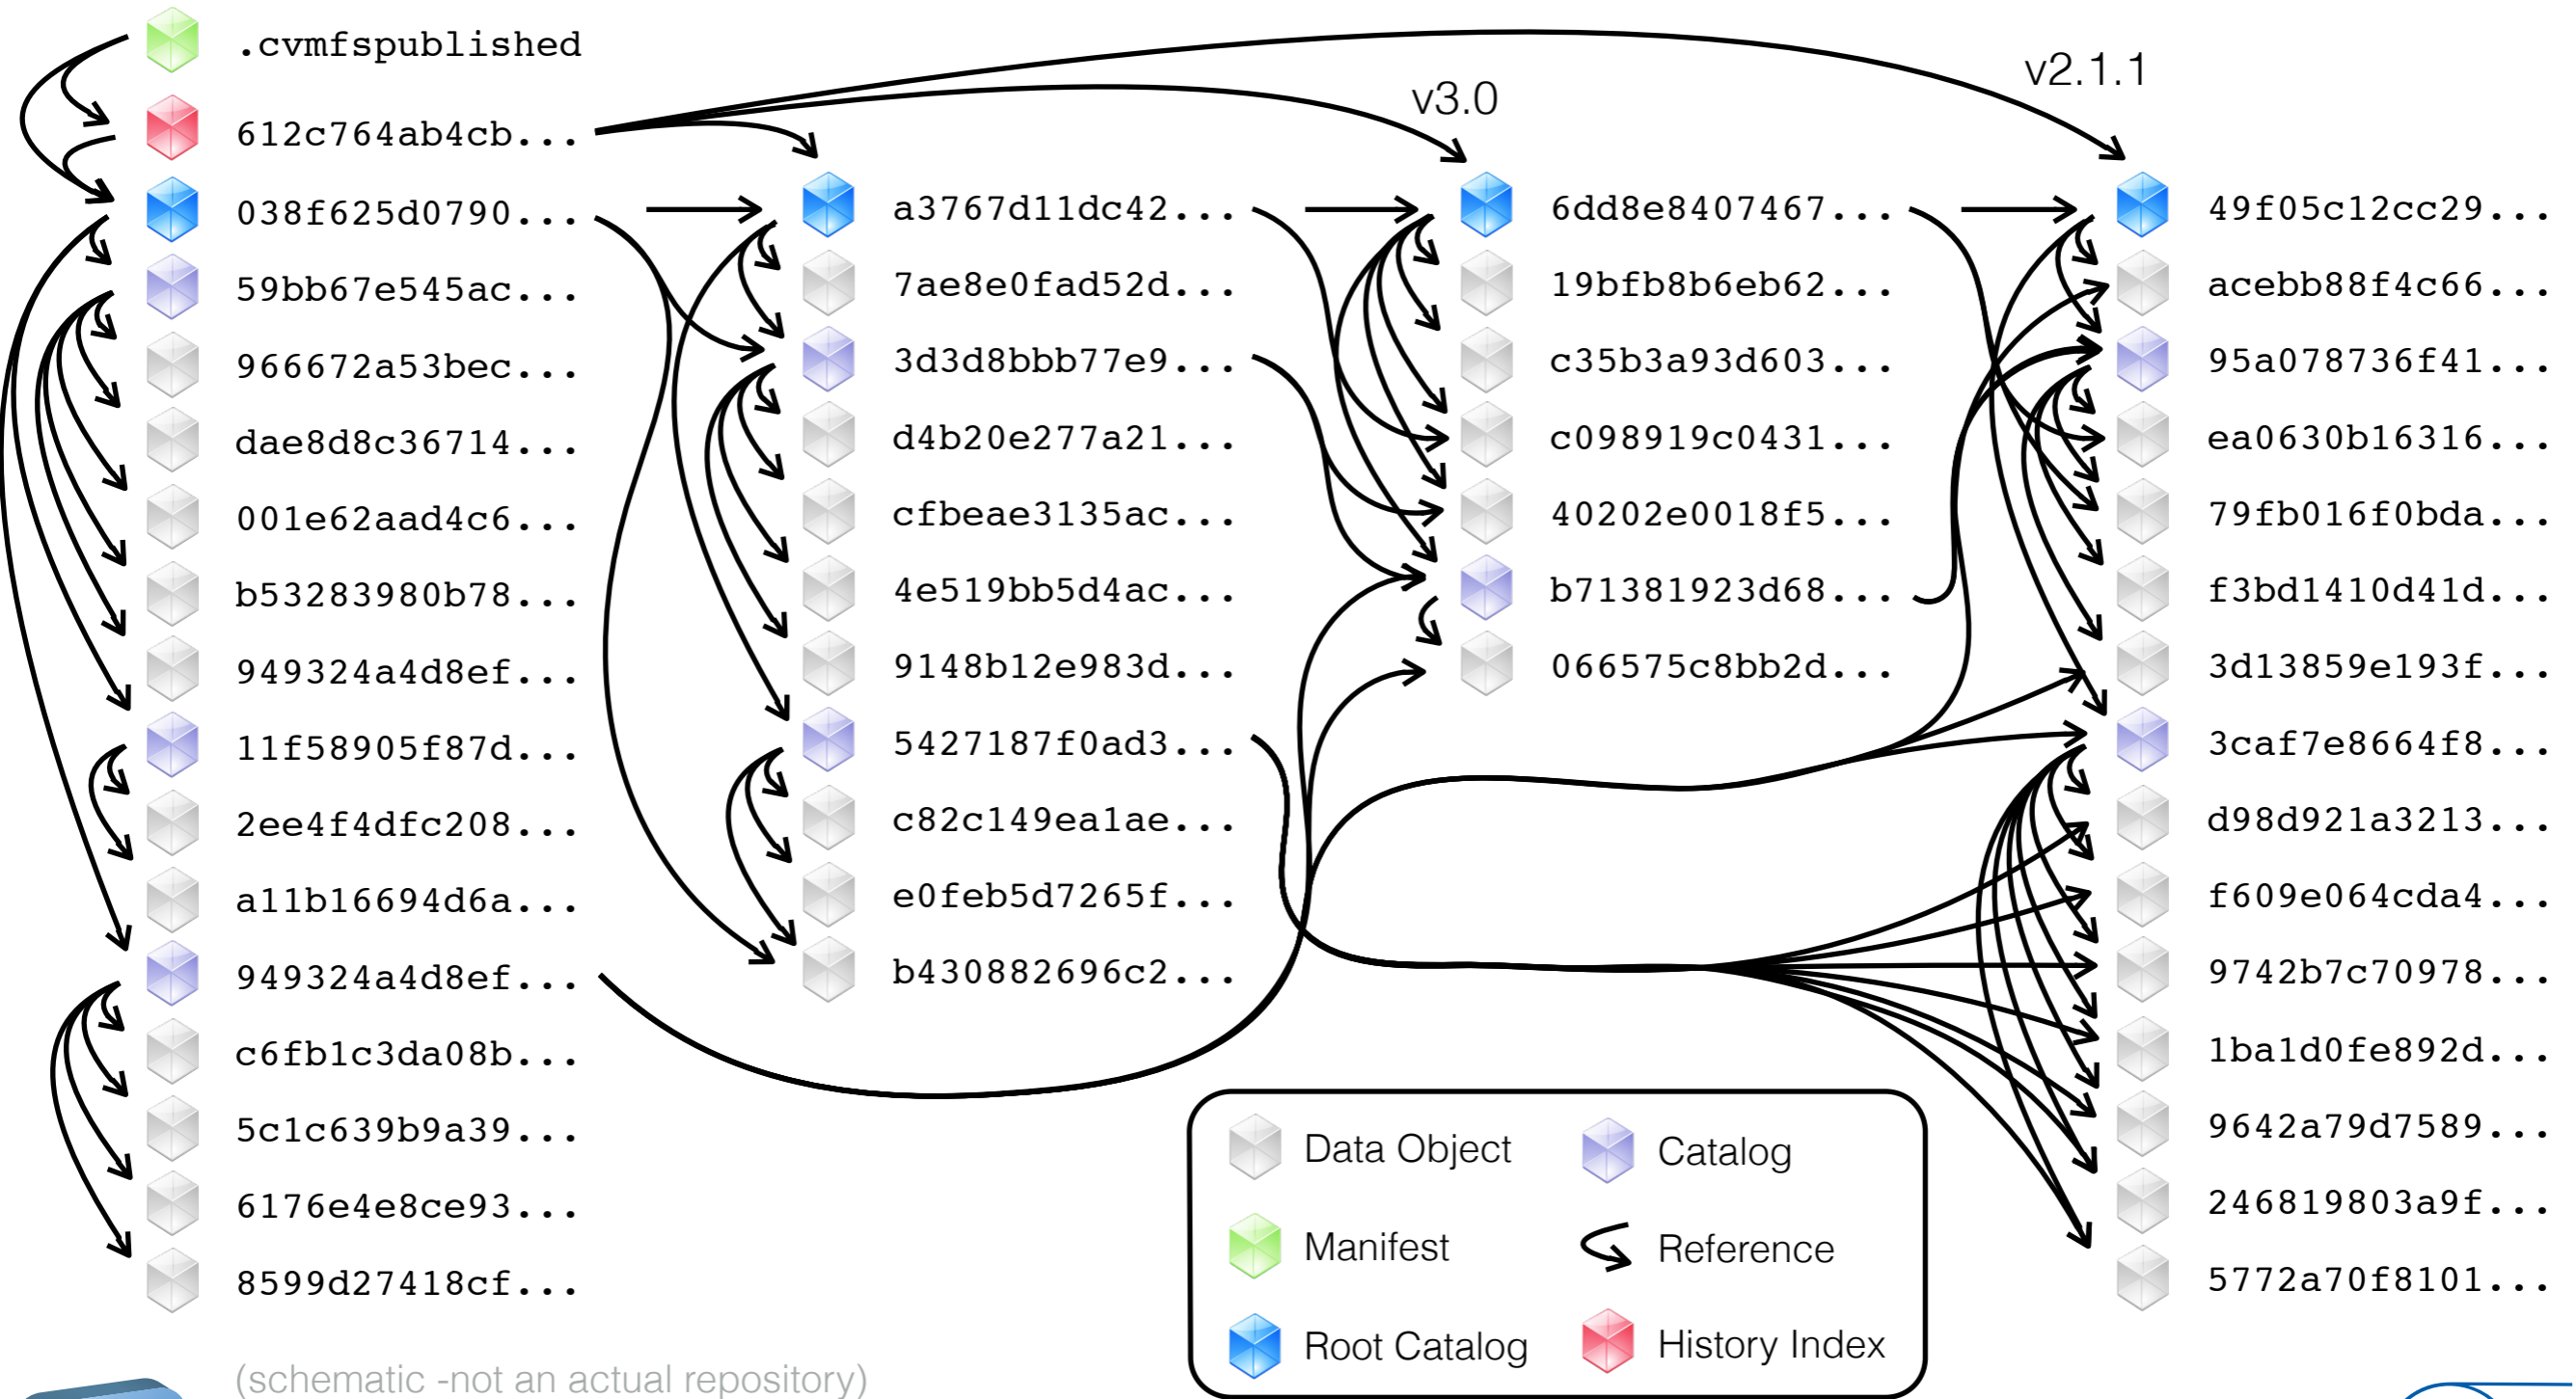 .cvmfspublished
612c764ab4cb...
038f625d0790...
59bb67e545ac...
966672a53bec...
dae8d8c36714...
001e62aad4c6...
b53283980b78...
949324a4d8ef...
11f58905f87d...
2ee4f4dfc208...
a11b16694d6a...
949324a4d8ef...
c6fb1c3da08b...
5c1c639b9a39...
6176e4e8ce93...
8599d27418cf...
(schematic -not an actual repository)
a3767d11dc42...
7ae8e0fad52d...
3d3d8bbb77e9...
d4b20e277a21...
cfbeae3135ac...
4e519bb5d4ac...
9148b12e983d...
5427187f0ad3...
c82c149ea1ae...
e0feb5d7265f...
b430882696c2...
v3.0
6dd8e8407467...
19bfb8b6eb62...
c35b3a93d603...
c098919c0431...
40202e0018f5...
b71381923d68...
066575c8bb2d...
v2.1.1
49f05c12cc29...
acebb88f4c66...
95a078736f41...
ea0630b16316...
79fb016f0bda...
f3bd1410d41d...
3d13859e193f...
3caf7e8664f8...
d98d921a3213...
f609e064cda4...
9742b7c70978...
1ba1d0fe892d...
9642a79d7589...
246819803a9f...
5772a70f8101...
Data Object
Catalog
Manifest
Reference
Root Catalog
History Index